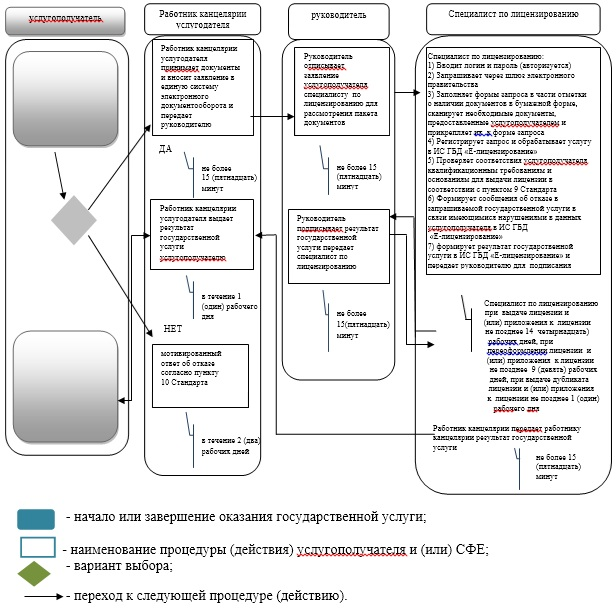 услугополучатель
Работник канцелярии
услугодателя
руководитель
Специалист по лицензированию
Работник канцелярии
услугодателя
принимает документы
и вносит заявление в
единую систему
электронного
документооборота и
передает
руководителю
ДА
не более
15 (пятнадцать)
минут
Работник канцелярии
услугодателя выдает
результат
государственной
услуги
услугополучателю
в течение 1
(один) рабочего
дня
НЕТ
мотивированный
ответ об отказе
согласно пункту
10 Стандарта
в течение 2 (два)
рабочих дней
Руководитель
отписывает
заявление
услугополучателя
специалисту по
лицензированию для
рассмотрения пакета
документов
не более 15
(пятнадцать)
минут
Руководитель
подписывает результат
государственной
услуги передает
специалист по
лицензированию
не более
15(пятнадцать)
минут
Специалист по лицензированию:
1) Вводит логин и пароль (авторизуется)
2) Запрашивает через шлюз электронного
правительства
3) Заполняет формы запроса в части отметки
о наличии документов в бумажной форме,
сканирует необходимые документы,
предоставленные услугополучателем и
прикрепляет их к форме запроса
4) Регистрирует запрос и обрабатывает услугу
в ИС ГБД «Е-лицензирование»
5) Проверяет соответствия услугополучателя
квалификационным требованиям и
основаниям для выдачи лицензии в
соответствии с пунктом 9 Стандарта
6) Формирует сообщения об отказе в
запрашиваемой государственной услуги в
связи имеющимися нарушениями в данных
услугополучателя в ИС ГБД
«Е-лицензирование»
7) формирует результат государственной
услуги в ИС ГБД «Е-лицензирование» и
передает руководителю для подписания
Специалист по лицензированию
при выдаче лицензии и
(или) приложения к лицензии
не позднее 14 четырнадцать)
рабочих дней, при
переоформлении лицензии и
(или) приложения к лицензии
не позднее 9 (девять) рабочих
дней, при выдаче дубликата
лицензии и (или) приложения
к лицензии не позднее 1 (один)
рабочего дня
Работник канцелярии передает работнику
канцелярии результат государственной
услуги
не более 15
(пятнадцать)
минут
- начало или завершение оказания государственной услуги;
- наименование процедуры (действия) услугополучателя и (или) СФЕ;
- вариант выбора;
- переход к следующей процедуре (действию).